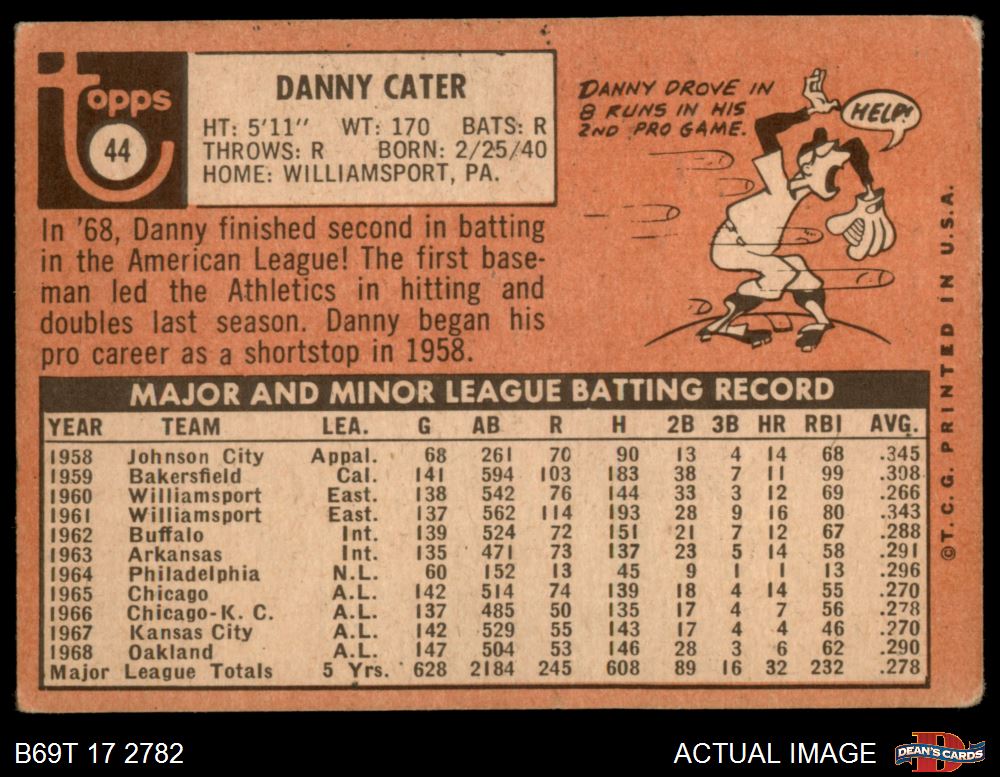 Topps
44
DANNY CATER
HT: 5'11" WT: 170 BATS: R
THROWS: R BORN: 2/25/40
HOME: WILLIAMSPORT, PA.
DANNY DROVE IN
8 RUNS IN HIS
2ND PRO GAME.
HELP!
In '68, Danny finished second in batting
in the American League! The first base-
man led the Athletics in hitting and
doubles last season. Danny began his
pro career as a shortstop in 1958.
MAJOR AND MINOR LEAGUE BATTING RECORD
YEAR TEAM LEA. G AB R H 2B 3B HR RBI AVG.
1958 Johnson City Appal. 68 261 70 90 13 4 14 68 .345
1959 Bakersfield Cal. 141 594 103 183 38 7 11 99 .308
1960 Williamsport East. 138 542 76 144 33 3 12 69 .266
1961 Williamsport East. 137 562 114 193 28 9 16 80 .343
1962 Buffalo Int. 139 524 72 151 21 7 12 67 .288
1963 Arkansas Int. 135 471 73 137 23 5 14 58 .291
1964 Philadelphia N.L. 60 152 13 45 9 1 1 13 .296
1965 Chicago A.L. 142 514 74 139 18 4 14 55 .270
1966 Chicago-K. C. A.L. 137 485 50 135 17 4 7 56 .278
1967 Kansas City A.L. 142 529 55 143 17 4 4 46 .270
1968 Oakland A.L. 147 504 53 146 28 3 6 62 .290
Major League Totals 5 Yrs. 628 2184 245 608 89 16 32 232 .278
©T. C. G. PRINTED IN U.S.A.
B69T 17 2782
ACTUAL IMAGE
D
DEAN'S CARDS